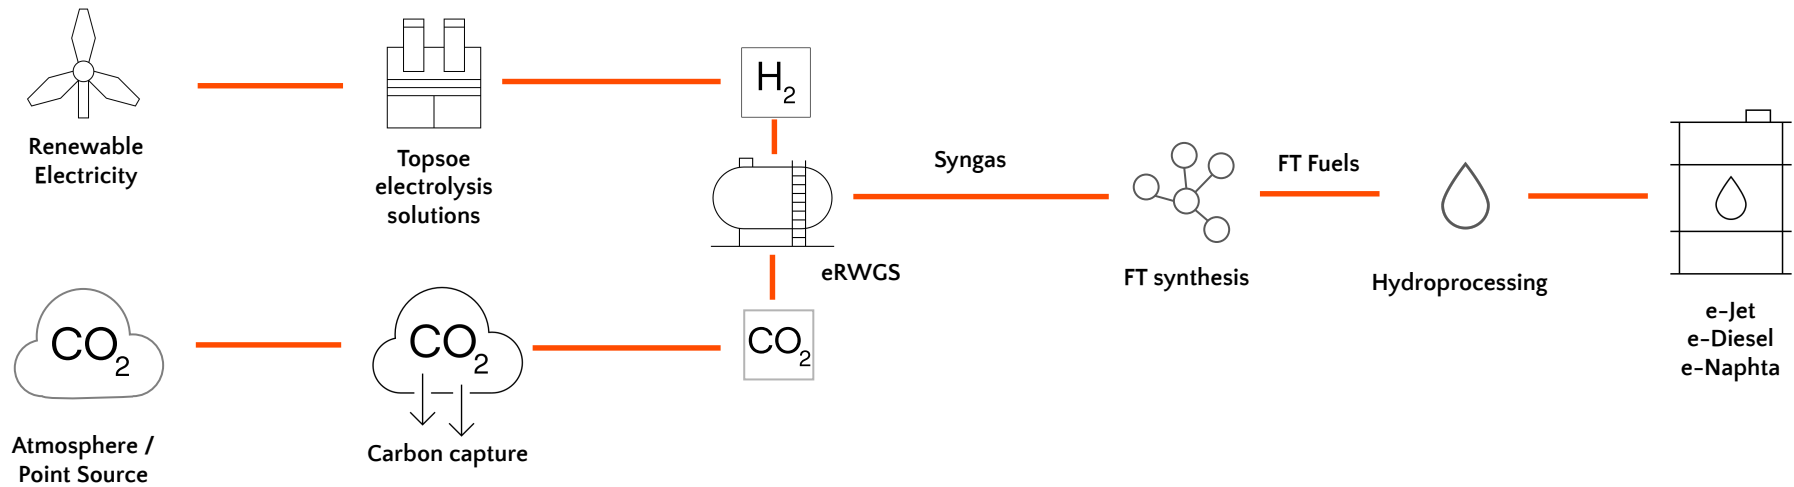 Renewable
Electricity
Topsoe
electrolysis
solutions
H2
Atmosphere /
Point Source
CO2
CO2
Carbon capture
CO2
eRWGS
Syngas
FT synthesis
FT Fuels
Hydroprocessing
e-Jet
e-Diesel
e-Naphta